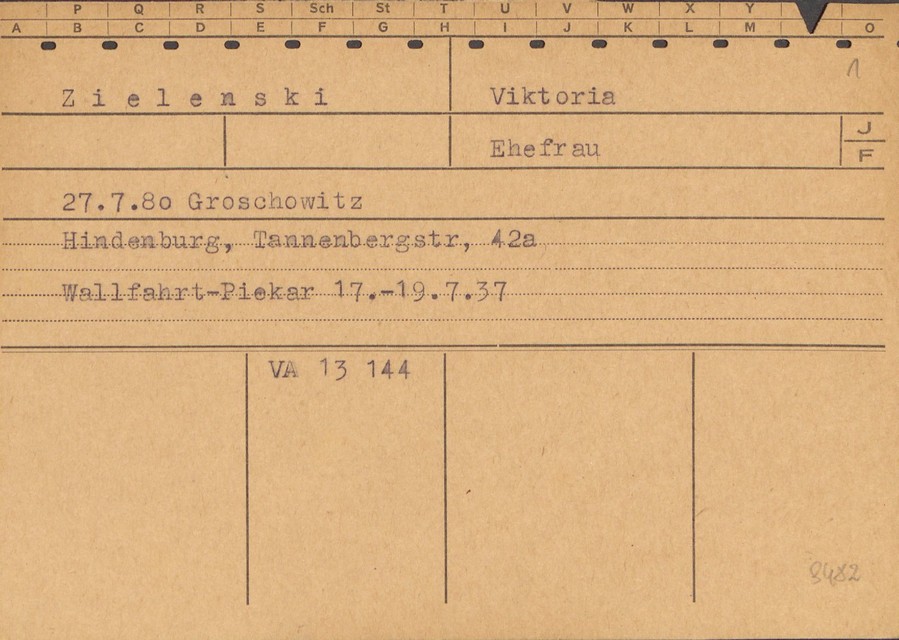 P Q R S Sch St T U V W X Y
A B C D E F G H I J K L M O
1
Zielenski Viktoria
Ehefrau J
F
27.7.80 Groschowitz
Hindenburg, Tannenbergstr, 42a
Wallfahrt-Piekar 17.-19.7.37
VA 13 144